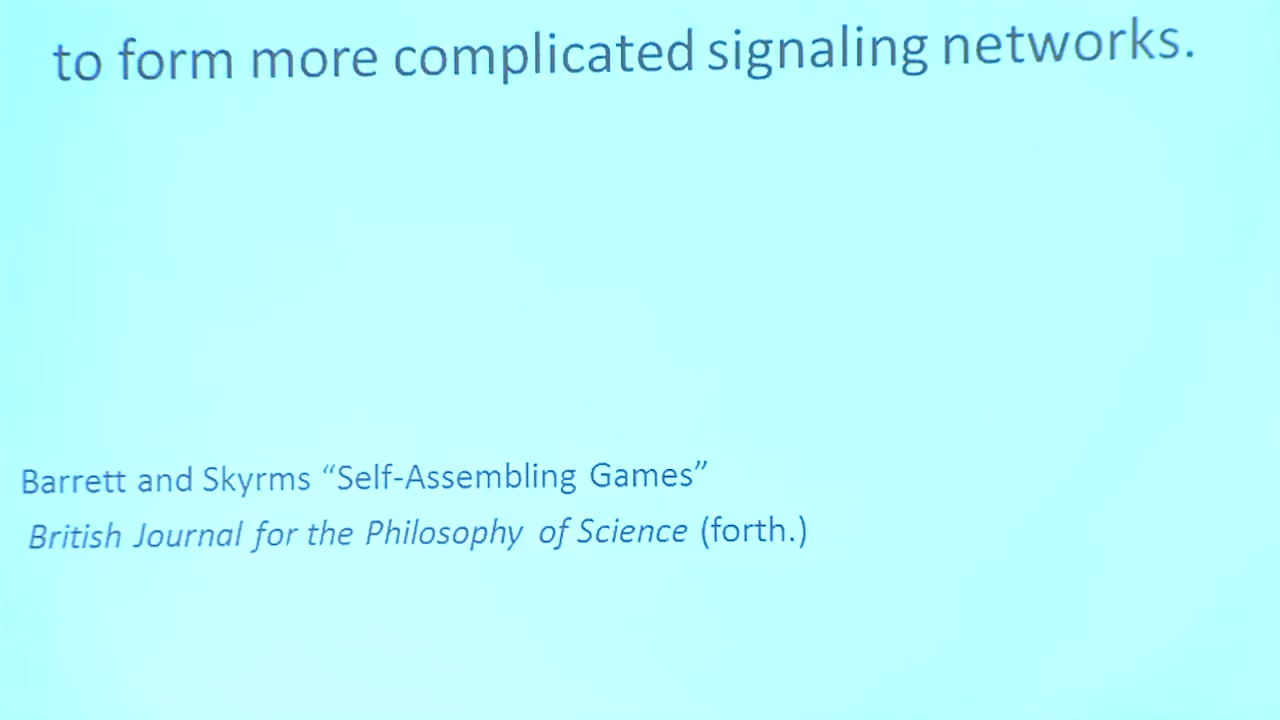 to form more complicated signaling networks.
Barrett and Skyrms “Self-Assembling Games”
British Journal for the Philosophy of Science (forth.)